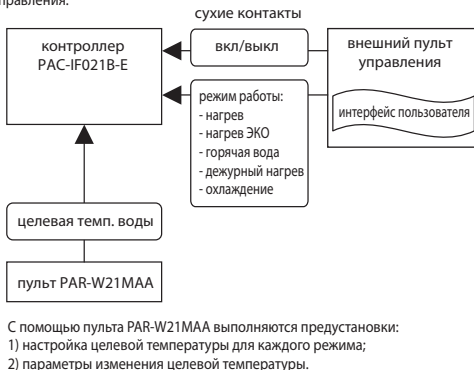 сухие контакты
контроллер
PAC-IF021B-E
вкл/выкл
внешний пульт
управления
интерфейс пользователя
режим работы:
- нагрев
- нагрев ЭКО
- горячая вода
- дежурный нагрев
- охлаждение
целевая темп. воды
пульт PAR-W21MAA
С помощью пульта PAR-W21MAA выполняются предустановки:
1) настройка целевой температуры для каждого режима;
2) параметры изменения целевой температуры.